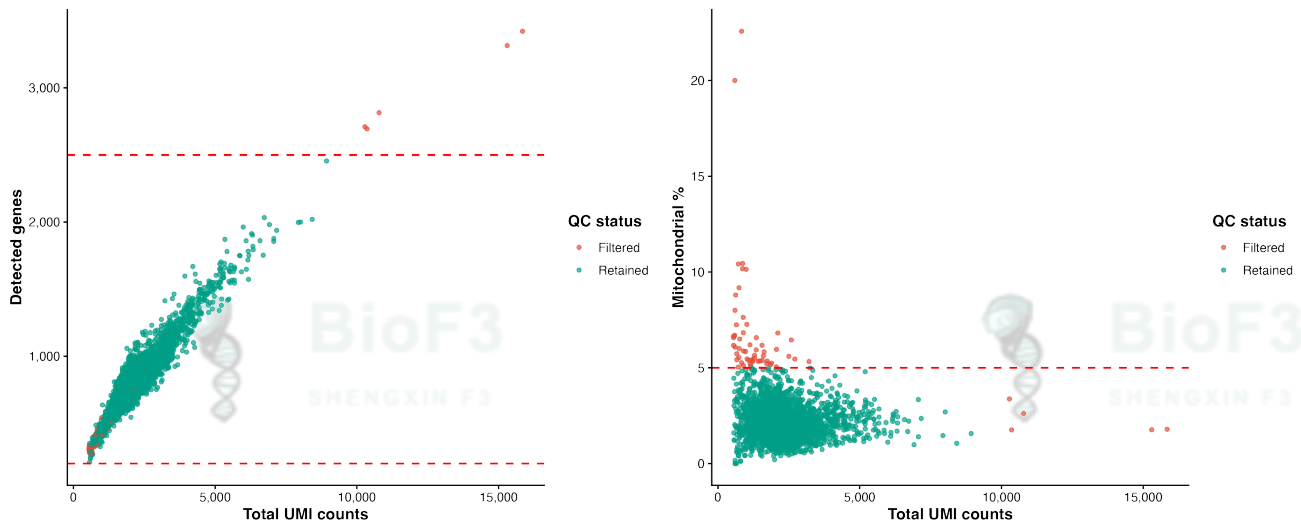 3,000
2,000
1,000
Detected genes
0
5,000
10,000
15,000
Total UMI counts
QC status
Filtered
Retained
BioF3
SHENGXIN F3
20
15
10
5
0
Mitochondrial %
0
5,000
10,000
15,000
Total UMI counts
QC status
Filtered
Retained
BioF3
SHENGXIN F3